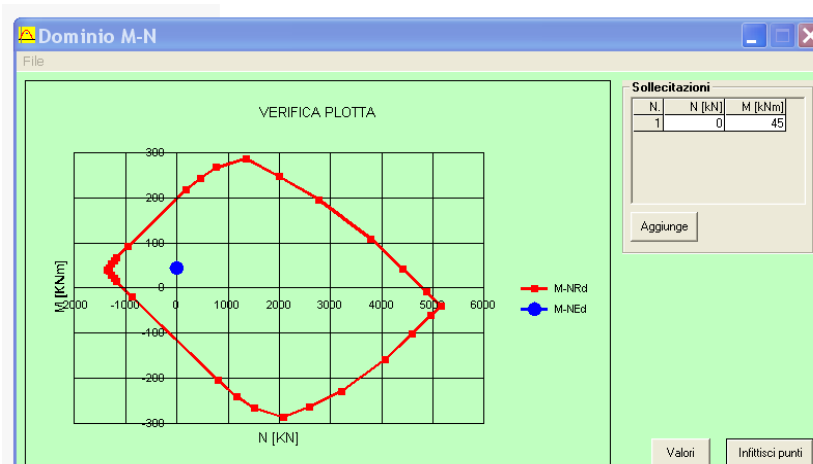 Dominio M-N
File
VERIFICA PLOTTA
300
200
100
0
-100
-200
-300
-2000 -1000 0 1000 2000 3000 4000 5000 6000
M [KNm]
N [KN]
M-NRd
M-NEd
Sollecitazioni
N. N [kN] M [kNm]
1 0 45
Aggiunge
Valori Infittisci punti